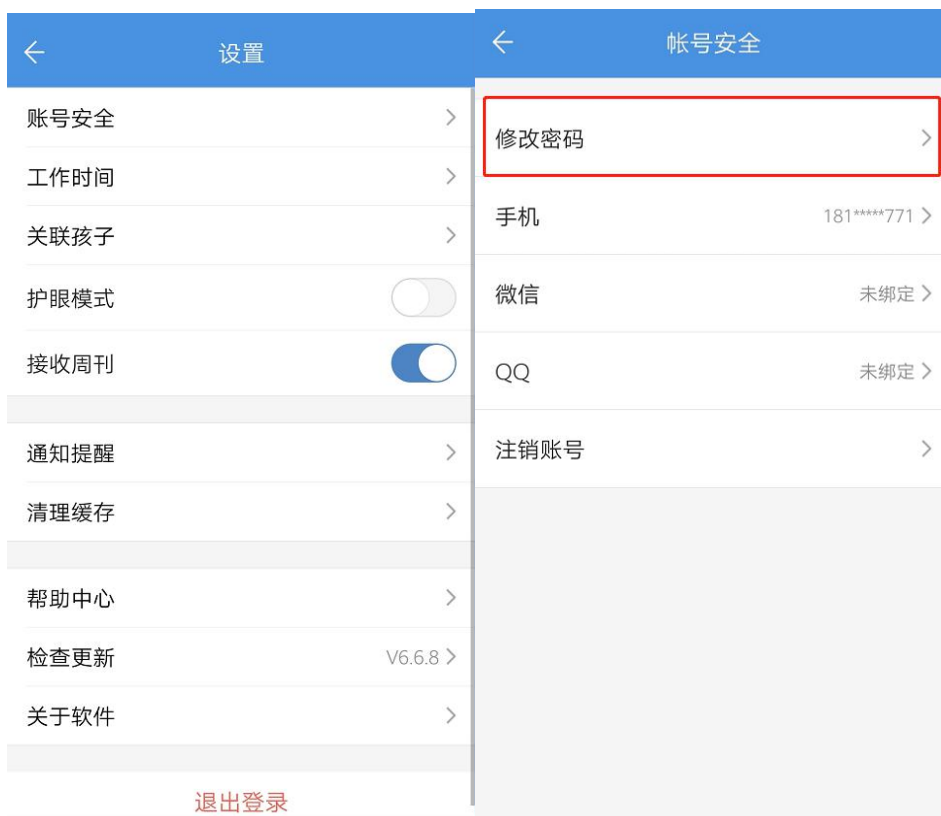 设置
账号安全
工作时间
关联孩子
护眼模式
接收周刊
通知提醒
清理缓存
帮助中心
检查更新 V6.6.8
关于软件
退出登录
帐号安全
修改密码
手机 181*****771
微信 未绑定
QQ 未绑定
注销账号